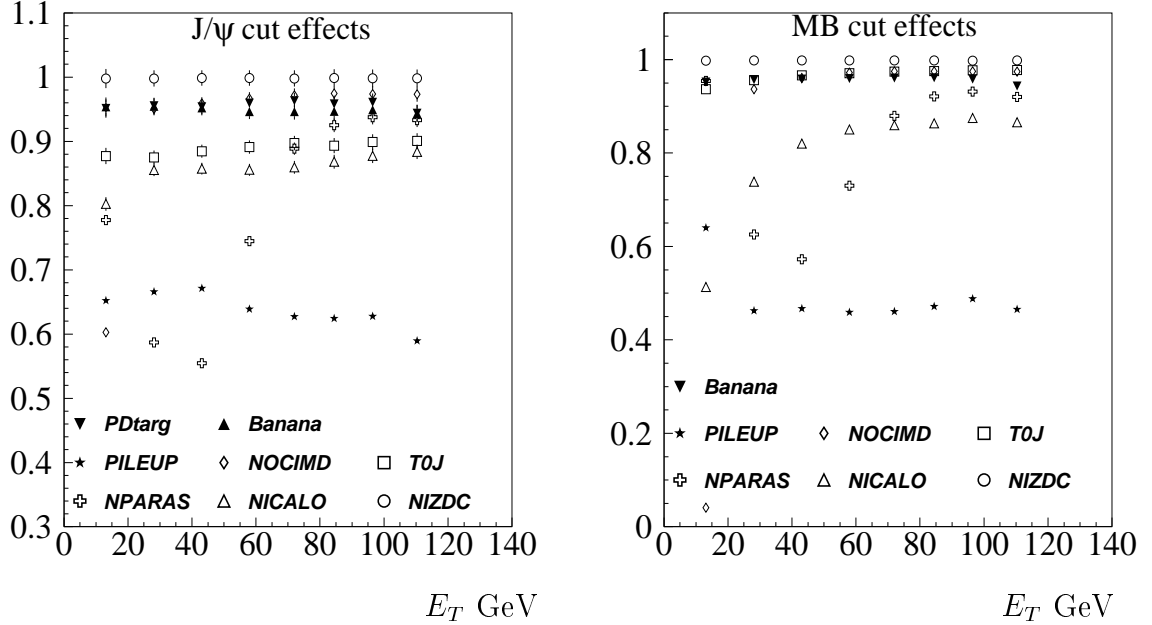 J/ψ cut effects
1.1
1
0.9
0.8
0.7
0.6
0.5
0.4
0.3
PDtarg Banana
PILEUP NOCIMD T0J
NPARAS NICALO NIZDC
0 20 40 60 80 100 120 140
E_T GeV
MB cut effects
1
0.8
0.6
0.4
0.2
0
Banana
PILEUP NOCIMD T0J
NPARAS NICALO NIZDC
0 20 40 60 80 100 120 140
E_T GeV